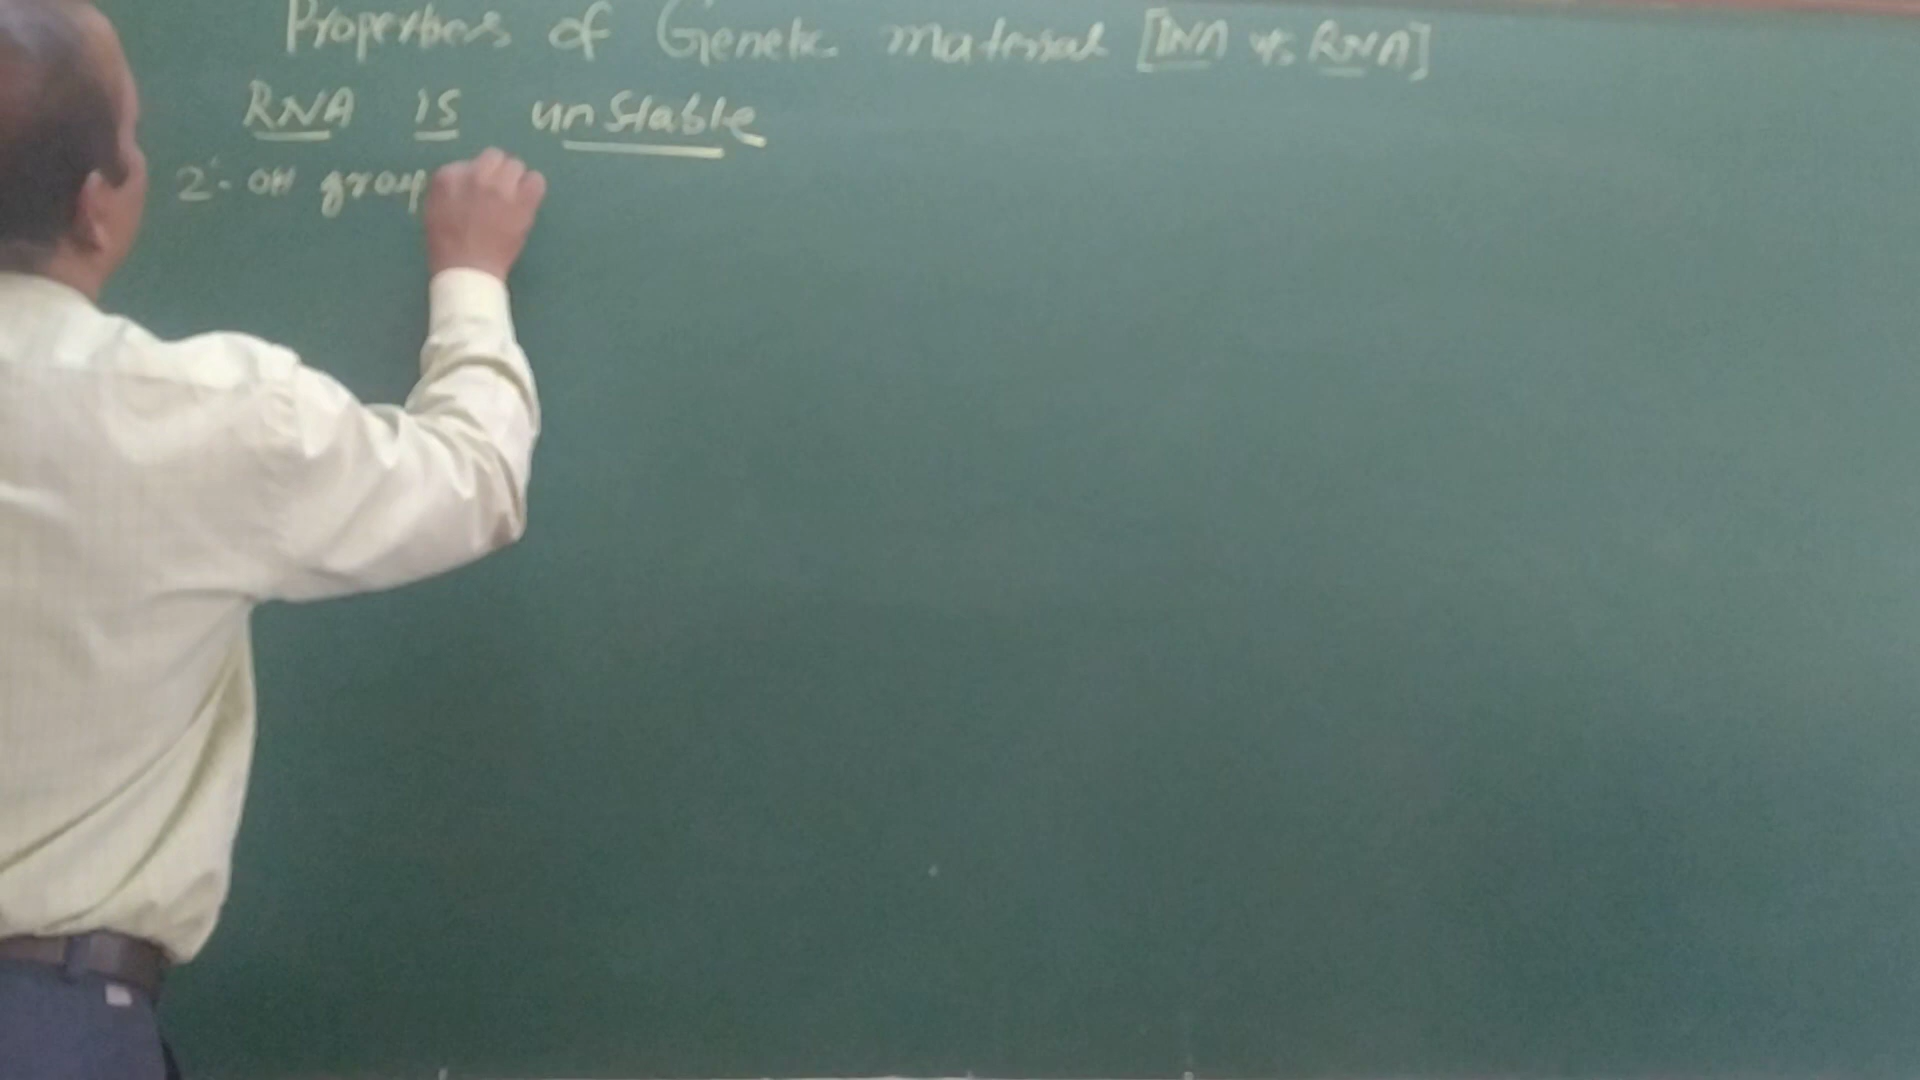 Properties of Genetic material [DNA vs RNA]
RNA is unstable
2'-OH group